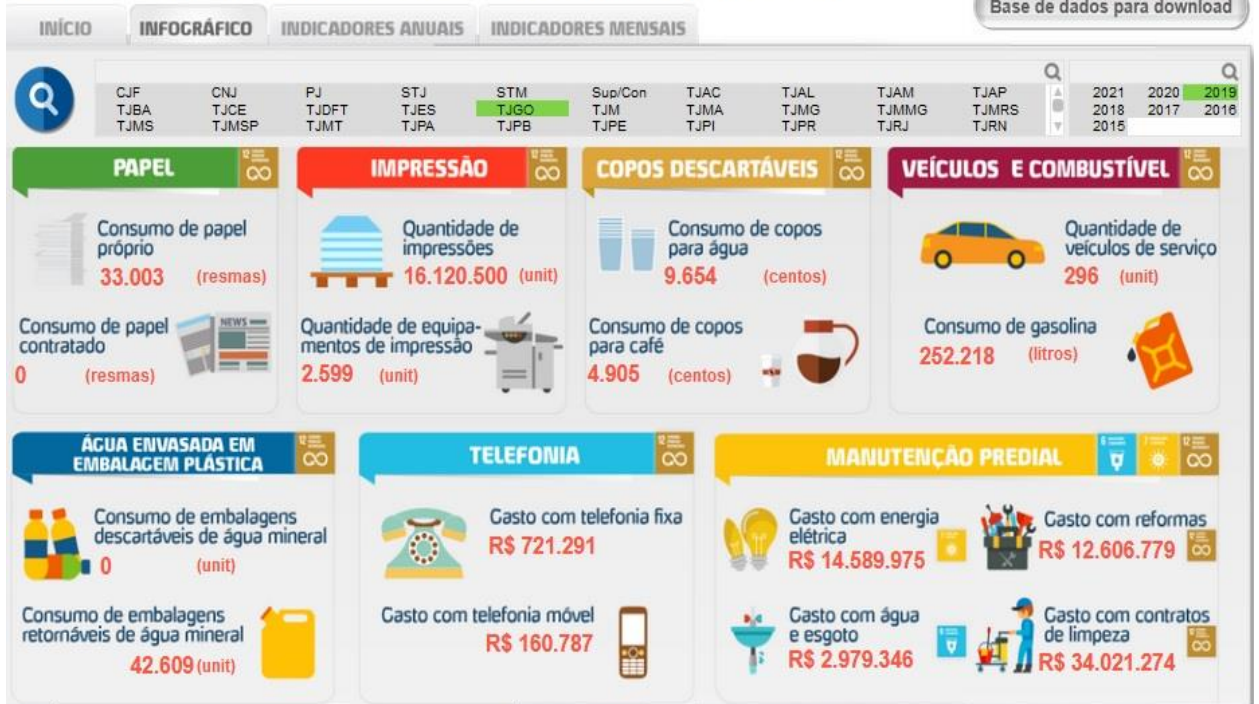 Base de dados para download
INÍCIO INFOGRÁFICO INDICADORES ANUAIS INDICADORES MENSAIS
CJF CNJ PJ STJ STM Sup/Con TJAC TJAL TJAM TJAP 2021 2020 2019
TJBA TJCE TJDFT TJES TJGO TJM TJMA TJMG TJMMG TJMRS 2018 2017 2016
TJMS TJMSP TJMT TJPA TJPB TJPE TJPI TJPR TJRJ TJRN 2015
PAPEL
Consumo de papel
próprio
33.003 (resmas)
Consumo de papel
contratado
0 (resmas)
NEWS
IMPRESSÃO
Quantidade de
impressões
16.120.500 (unit)
Quantidade de equipa-
mentos de impressão
2.599 (unit)
COPOS DESCARTÁVEIS
Consumo de copos
para água
9.654 (centos)
Consumo de copos
para café
4.905 (centos)
VEÍCULOS E COMBUSTÍVEL
Quantidade de
veículos de serviço
296 (unit)
Consumo de gasolina
252.218 (litros)
ÁGUA ENVASADA EM
EMBALAGEM PLÁSTICA
Consumo de embalagens
descartáveis de água mineral
0 (unit)
Consumo de embalagens
retornáveis de água mineral
42.609 (unit)
TELEFONIA
Gasto com telefonia fixa
R$ 721.291
Gasto com telefonia móvel
R$ 160.787
MANUTENÇÃO PREDIAL
Gasto com energia
elétrica
R$ 14.589.975
Gasto com reformas
R$ 12.606.779
Gasto com água
e esgoto
R$ 2.979.346
Gasto com contratos
de limpeza
R$ 34.021.274